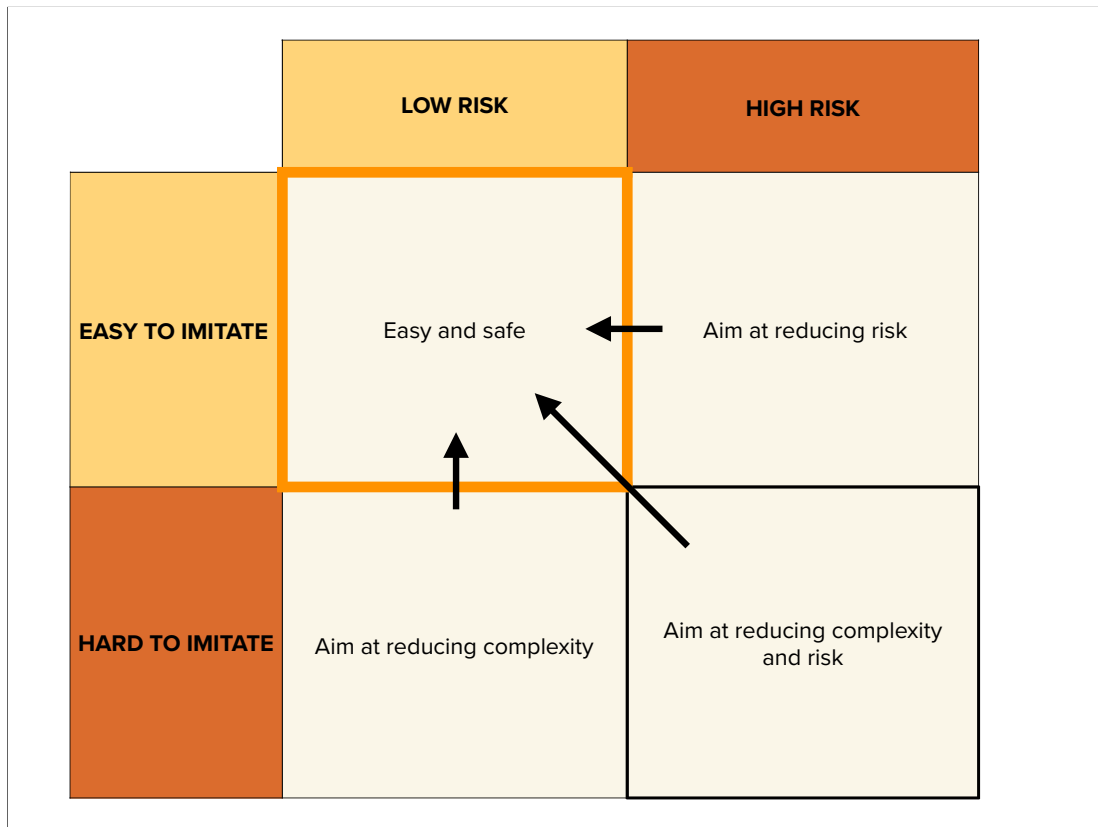 LOW RISK
HIGH RISK
EASY TO IMITATE
Easy and safe
Aim at reducing risk
HARD TO IMITATE
Aim at reducing complexity
Aim at reducing complexity
and risk